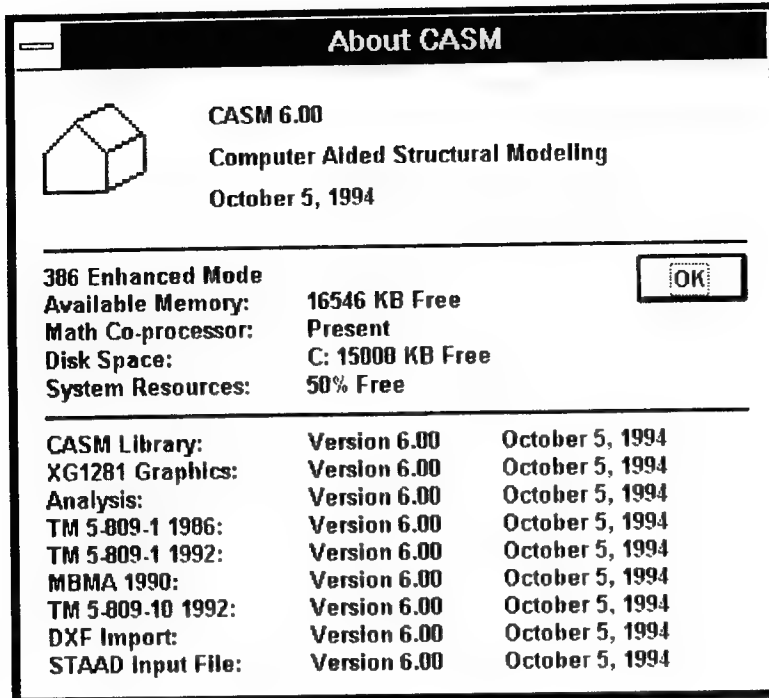 About CASM
CASM 6.00
Computer Aided Structural Modeling
October 5, 1994
386 Enhanced Mode
OK
Available Memory: 16546 KB Free
Math Co-processor: Present
Disk Space: C: 15008 KB Free
System Resources: 50% Free
CASM Library: Version 6.00 October 5, 1994
XG1281 Graphics: Version 6.00 October 5, 1994
Analysis: Version 6.00 October 5, 1994
TM 5-809-1 1986: Version 6.00 October 5, 1994
TM 5-809-1 1992: Version 6.00 October 5, 1994
MBMA 1990: Version 6.00 October 5, 1994
TM 5-809-10 1992: Version 6.00 October 5, 1994
DXF Import: Version 6.00 October 5, 1994
STAAD Input File: Version 6.00 October 5, 1994